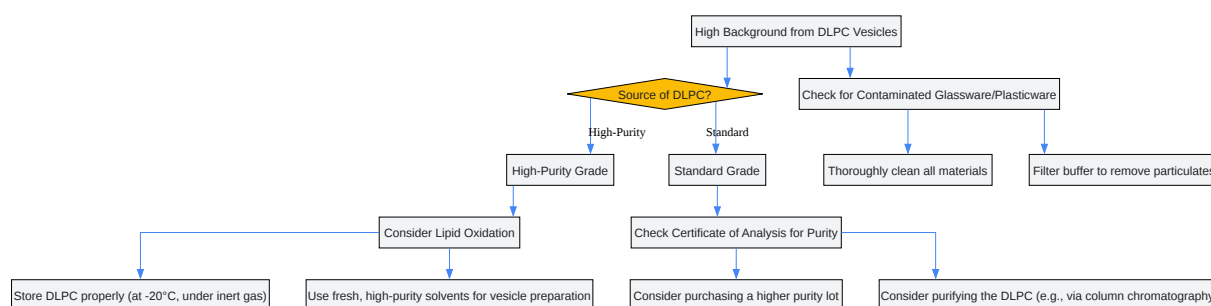 High Background from DLPC Vesicles
Source of DLPC?
Check for Contaminated Glassware/Plasticware
High-Purity
Standard
High-Purity Grade
Standard Grade
Thoroughly clean all materials
Filter buffer to remove particulates
Consider Lipid Oxidation
Check Certificate of Analysis for Purity
Store DLPC properly (at -20°C, under inert gas)
Use fresh, high-purity solvents for vesicle preparation
Consider purchasing a higher purity lot
Consider purifying the DLPC (e.g., via column chromatography